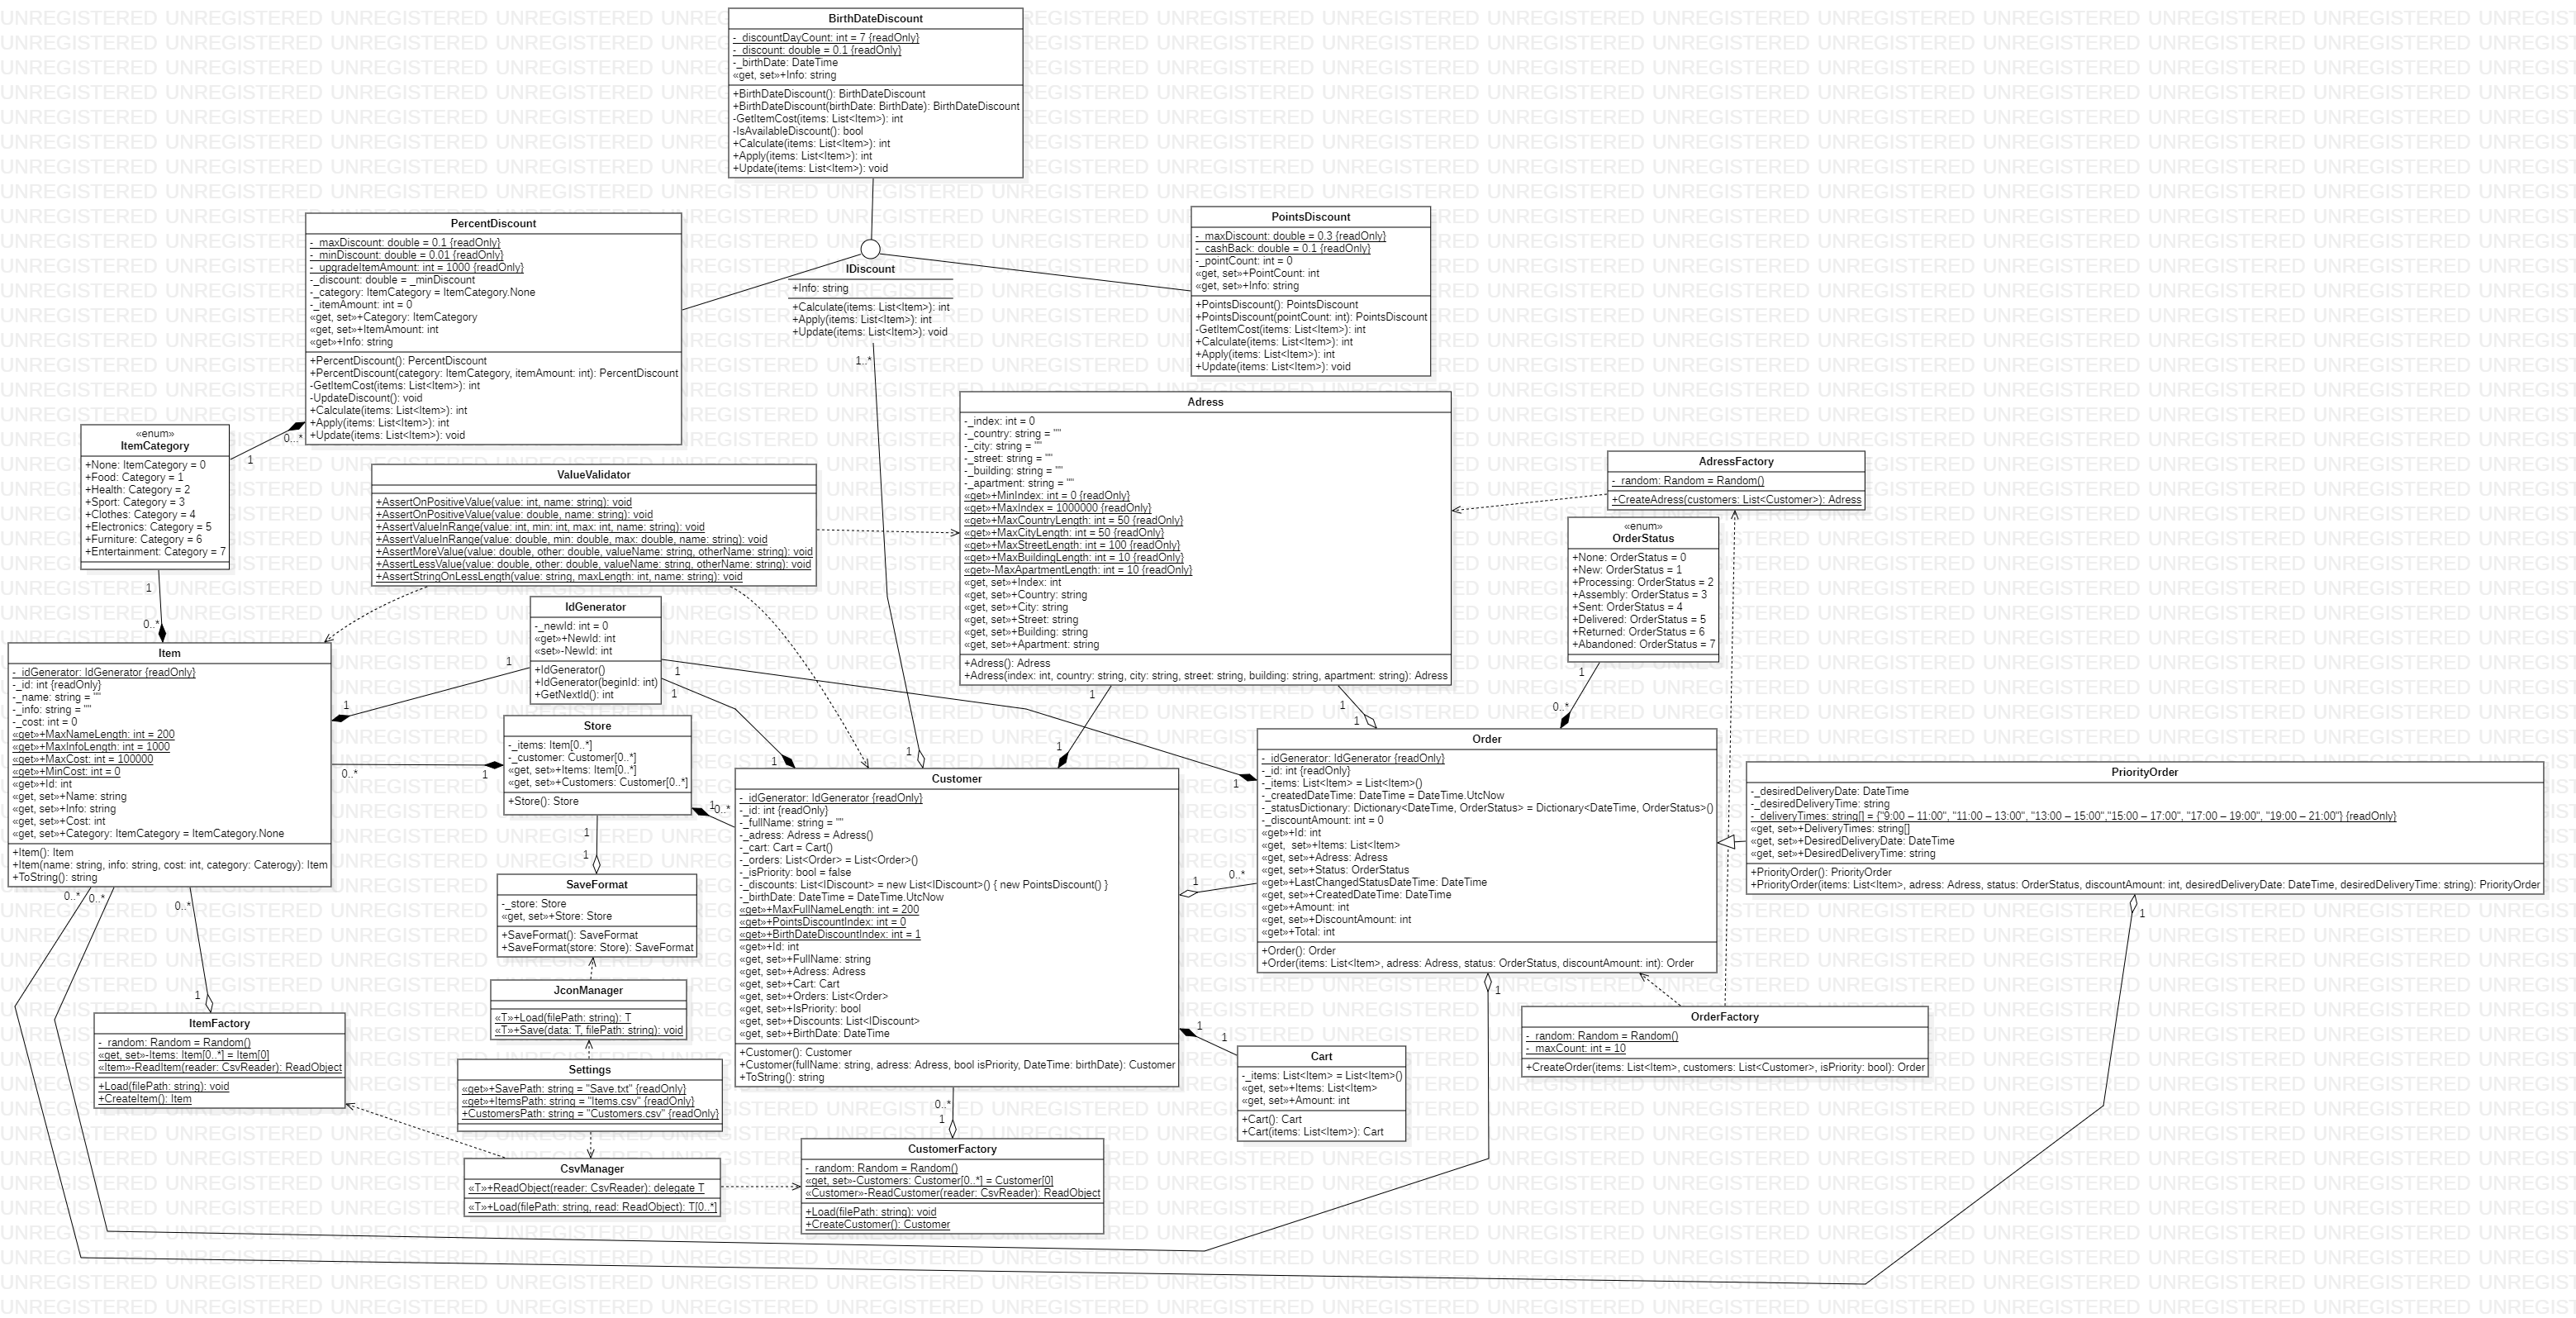 BirthDateDiscount
-_discountDayCount: int = 7 {readOnly}
-_discount: double = 0.1 {readOnly}
-_birthDate: DateTime
«get, set»+Info: string
+BirthDateDiscount(): BirthDateDiscount
+BirthDateDiscount(birthDate: BirthDate): BirthDateDiscount
-GetItemCost(items: List<Item>): int
-IsAvailableDiscount(): bool
+Calculate(items: List<Item>): int
+Apply(items: List<Item>): int
+Update(items: List<Item>): void
PercentDiscount
-_maxDiscount: double = 0.1 {readOnly}
-_minDiscount: double = 0.01 {readOnly}
-_upgradeItemAmount: int = 1000 {readOnly}
-_discount: double = _minDiscount
-_category: ItemCategory = ItemCategory.None
-_itemAmount: int = 0
«get, set»+Category: ItemCategory
«get, set»+ItemAmount: int
«get»+Info: string
+PercentDiscount(): PercentDiscount
+PercentDiscount(category: ItemCategory, itemAmount: int): PercentDiscount
-GetItemCost(items: List<Item>): int
-UpdateDiscount(): void
+Calculate(items: List<Item>): int
+Apply(items: List<Item>): int
+Update(items: List<Item>): void
IDiscount
+Info: string
+Calculate(items: List<Item>): int
+Apply(items: List<Item>): int
+Update(items: List<Item>): void
1..*
PointsDiscount
-_maxDiscount: double = 0.3 {readOnly}
-_cashBack: double = 0.1 {readOnly}
-_pointCount: int = 0
«get, set»+PointCount: int
«get, set»+Info: string
+PointsDiscount(): PointsDiscount
+PointsDiscount(pointCount: int): PointsDiscount
-GetItemCost(items: List<Item>): int
+Calculate(items: List<Item>): int
+Apply(items: List<Item>): int
+Update(items: List<Item>): void
«enum»
ItemCategory
+None: ItemCategory = 0
+Food: Category = 1
+Health: Category = 2
+Sport: Category = 3
+Clothes: Category = 4
+Electronics: Category = 5
+Furniture: Category = 6
+Entertainment: Category = 7
0...*
1
1
0..*
ValueValidator
+AssertOnPositiveValue(value: int, name: string): void
+AssertOnPositiveValue(value: double, name: string): void
+AssertValueInRange(value: int, min: int, max: int, name: string): void
+AssertValueInRange(value: double, min: double, max: double, name: string): void
+AssertMoreValue(value: double, other: double, valueName: string, otherName: string): void
+AssertLessValue(value: double, other: double, valueName: string, otherName: string): void
+AssertStringOnLessLength(value: string, maxLength: int, name: string): void
Adress
-_index: int = 0
-_country: string = ""
-_city: string = ""
-_street: string = ""
-_building: string = ""
-_apartment: string = ""
«get»+MinIndex: int = 0 {readOnly}
«get»+MaxIndex = 1000000 {readOnly}
«get»+MaxCountryLength: int = 50 {readOnly}
«get»+MaxCityLength: int = 50 {readOnly}
«get»+MaxStreetLength: int = 100 {readOnly}
«get»+MaxBuildingLength: int = 10 {readOnly}
«get»-MaxApartmentLength: int = 10 {readOnly}
«get, set»+Index: int
«get, set»+Country: string
«get, set»+City: string
«get, set»+Street: string
«get, set»+Building: string
«get, set»+Apartment: string
+Adress(): Adress
+Adress(index: int, country: string, city: string, street: string, building: string, apartment: string): Adress
AdressFactory
-_random: Random = Random()
+CreateAdress(customers: List<Customer>): Adress
«enum»
OrderStatus
+None: OrderStatus = 0
+New: OrderStatus = 1
+Processing: OrderStatus = 2
+Assembly: OrderStatus = 3
+Sent: OrderStatus = 4
+Delivered: OrderStatus = 5
+Returned: OrderStatus = 6
+Abandoned: OrderStatus = 7
1
0..*
IdGenerator
-_newId: int = 0
«get»+NewId: int
«set»-NewId: int
+IdGenerator()
+IdGenerator(beginId: int)
+GetNextId(): int
1
1
1
1
1
1
1
1
1
1
1
Item
-_idGenerator: IdGenerator {readOnly}
-_id: int {readOnly}
-_name: string = ""
-_info: string = ""
-_cost: int = 0
«get»+MaxNameLength: int = 200
«get»+MaxInfoLength: int = 1000
«get»+MaxCost: int = 100000
«get»+MinCost: int = 0
«get»+Id: int
«get, set»+Name: string
«get, set»+Info: string
«get, set»+Cost: int
«get, set»+Category: ItemCategory = ItemCategory.None
+Item(): Item
+Item(name: string, info: string, cost: int, category: Caterogy): Item
+ToString(): string
0..*
0..*
0..*
0..*
1
Store
-_items: Item[0..*]
-_customer: Customer[0..*]
«get, set»+Items: Item[0..*]
«get, set»+Customers: Customer[0..*]
+Store(): Store
1
0..*
1
1
SaveFormat
-_store: Store
«get, set»+Store: Store
+SaveFormat(): SaveFormat
+SaveFormat(store: Store): SaveFormat
JconManager
«T»+Load(filePath: string): T
«T»+Save(data: T, filePath: string): void
Settings
«get»+SavePath: string = "Save.txt" {readOnly}
«get»+ItemsPath: string = "Items.csv" {readOnly}
+CustomersPath: string = "Customers.csv" {readOnly}
CsvManager
«T»+ReadObject(reader: CsvReader): delegate T
«T»+Load(filePath: string, read: ReadObject): T[0..*]
1
ItemFactory
-_random: Random = Random()
«get, set»-Items: Item[0..*] = Item[0]
«Item»-ReadItem(reader: CsvReader): ReadObject
+Load(filePath: string): void
+CreateItem(): Item
Customer
-_idGenerator: IdGenerator {readOnly}
-_id: int {readOnly}
-_fullName: string = ""
-_adress: Adress = Adress()
-_cart: Cart = Cart()
-_orders: List<Order> = List<Order>()
-_isPriority: bool = false
-_discounts: List<IDiscount> = new List<IDiscount>() { new PointsDiscount() }
-_birthDate: DateTime = DateTime.UtcNow
«get»+MaxFullNameLength: int = 200
«get»+PointsDiscountIndex: int = 0
«get»+BirthDateDiscountIndex: int = 1
«get»+Id: int
«get, set»+FullName: string
«get, set»+Adress: Adress
«get, set»+Cart: Cart
«get, set»+Orders: List<Order>
«get, set»+IsPriority: bool
«get, set»+Discounts: List<IDiscount>
«get, set»+BirthDate: DateTime
+Customer(): Customer
+Customer(fullName: string, adress: Adress, bool isPriority, DateTime: birthDate): Customer
+ToString(): string
0..*
1
1
0..*
1
1
CustomerFactory
-_random: Random = Random()
«get, set»-Customers: Customer[0..*] = Customer[0]
«Customer»-ReadCustomer(reader: CsvReader): ReadObject
+Load(filePath: string): void
+CreateCustomer(): Customer
Cart
-_items: List<Item> = List<Item>()
«get, set»+Items: List<Item>
«get, set»+Amount: int
+Cart(): Cart
+Cart(items: List<Item>): Cart
Order
-_idGenerator: IdGenerator {readOnly}
-_id: int {readOnly}
-_items: List<Item> = List<Item>()
-_createdDateTime: DateTime = DateTime.UtcNow
-_statusDictionary: Dictionary<DateTime, OrderStatus> = Dictionary<DateTime, OrderStatus>()
-_discountAmount: int = 0
«get»+Id: int
«get,  set»+Items: List<Item>
«get, set»+Adress: Adress
«get, set»+Status: OrderStatus
«get»+LastChangedStatusDateTime: DateTime
«get, set»+CreatedDateTime: DateTime
«get»+Amount: int
«get, set»+DiscountAmount: int
«get»+Total: int
+Order(): Order
+Order(items: List<Item>, adress: Adress, status: OrderStatus, discountAmount: int): Order
1
PriorityOrder
-_desiredDeliveryDate: DateTime
-_desiredDeliveryTime: string
-_deliveryTimes: string[] = {"9:00 – 11:00", "11:00 – 13:00", "13:00 – 15:00","15:00 – 17:00", "17:00 – 19:00", "19:00 – 21:00"} {readOnly}
«get, set»+DeliveryTimes: string[]
«get, set»+DesiredDeliveryDate: DateTime
«get, set»+DesiredDeliveryTime: string
+PriorityOrder(): PriorityOrder
+PriorityOrder(items: List<Item>, adress: Adress, status: OrderStatus, discountAmount: int, desiredDeliveryDate: DateTime, desiredDeliveryTime: string): PriorityOrder
1
OrderFactory
-_random: Random = Random()
-_maxCount: int = 10
+CreateOrder(items: List<Item>, customers: List<Customer>, isPriority: bool): Order
UNREGISTERED